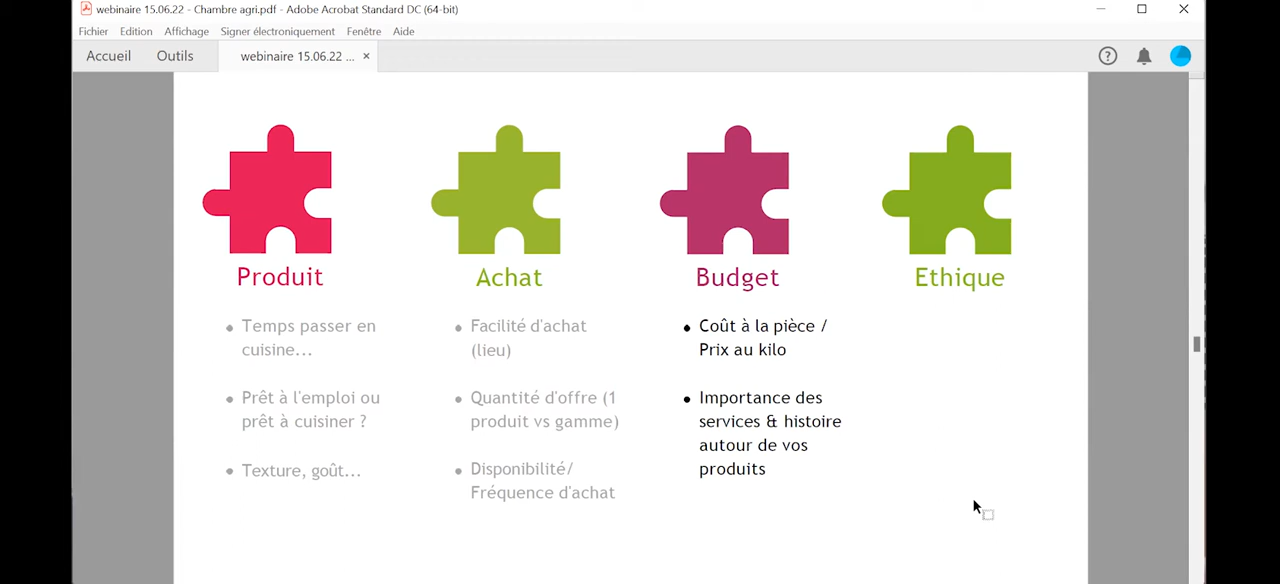 webinaire 15.06.22 - Chambre agri.pdf - Adobe Acrobat Standard DC (64-bit)
Fichier Edition Affichage Signer électroniquement Fenêtre Aide
Accueil Outils webinaire 15.06.22 ... ×
Produit
Temps passer en
cuisine...
Prêt à l'emploi ou
prêt à cuisiner ?
Texture, goût...
Achat
Facilité d'achat
(lieu)
Quantité d'offre (1
produit vs gamme)
Disponibilité/
Fréquence d'achat
Budget
Coût à la pièce /
Prix au kilo
Importance des
services & histoire
autour de vos
produits
Ethique